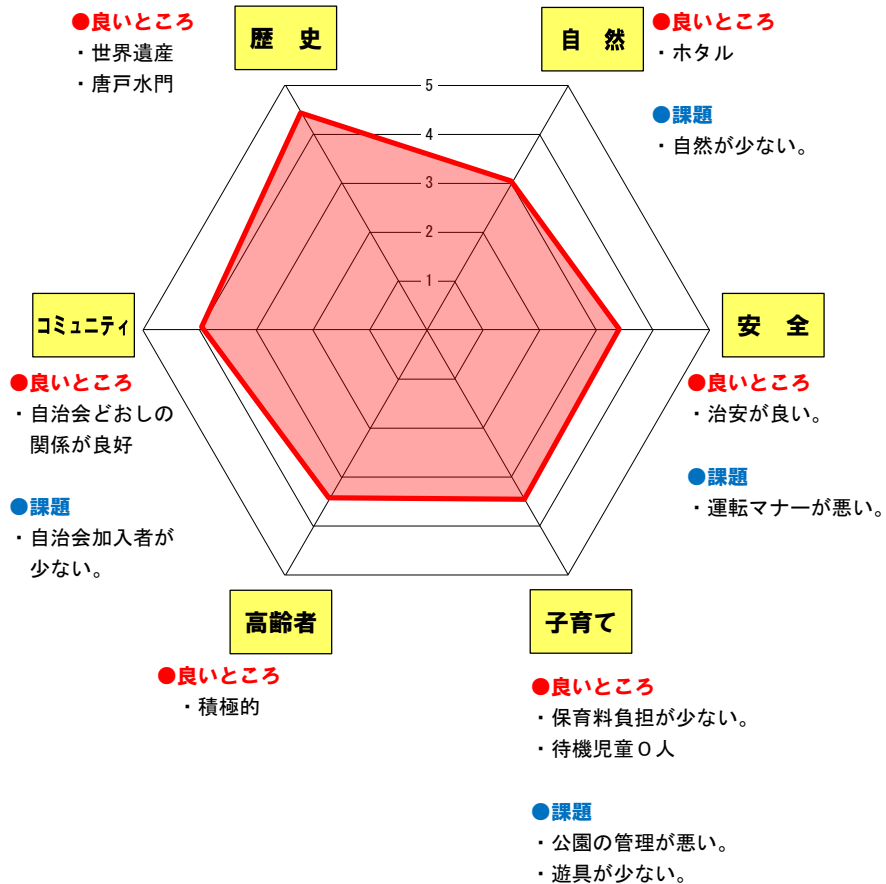 ●良いところ
・世界遺産
・唐戸水門
歴　史
自　然
●良いところ
・ホタル
●課題
・自然が少ない。
5
4
3
2
1
コミュニティ
●良いところ
・自治会どおしの
関係が良好
●課題
・自治会加入者が
少ない。
安　全
●良いところ
・治安が良い。
●課題
・運転マナーが悪い。
高齢者
●良いところ
・積極的
子育て
●良いところ
・保育料負担が少ない。
・待機児童０人
●課題
・公園の管理が悪い。
・遊具が少ない。